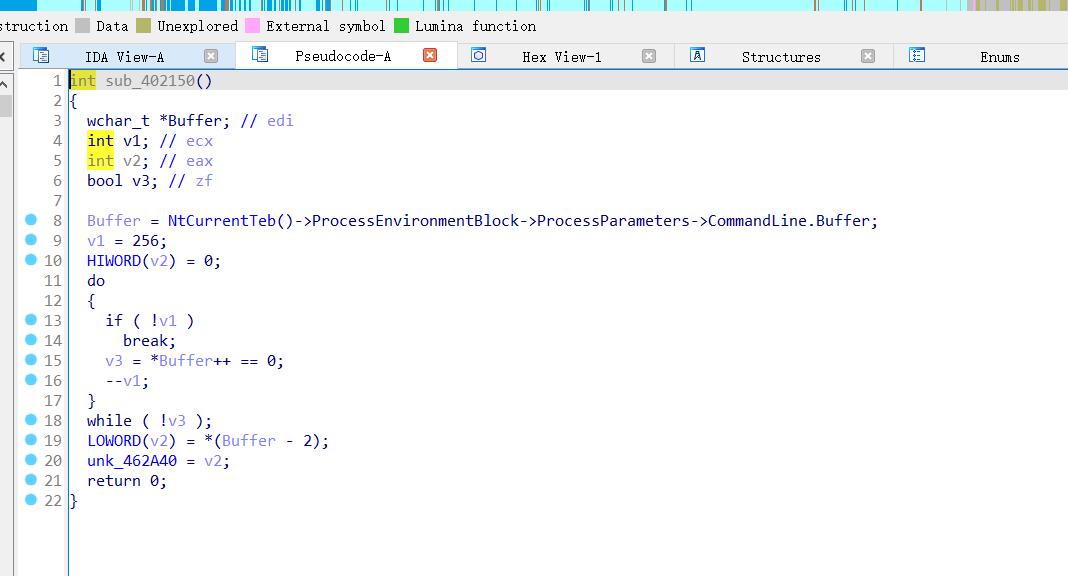 struction Data Unexplored External symbol Lumina function
IDA View-A Pseudocode-A Hex View-1 Structures Enums
1 int sub_402150()
2 {
3 wchar_t *Buffer; // edi
4 int v1; // ecx
5 int v2; // eax
6 bool v3; // zf
7
8 Buffer = NtCurrentTeb()->ProcessEnvironmentBlock->ProcessParameters->CommandLine.Buffer;
9 v1 = 256;
10 HIWORD(v2) = 0;
11 do
12 {
13 if ( !v1 )
14 break;
15 v3 = *Buffer++ == 0;
16 --v1;
17 }
18 while ( !v3 );
19 LOWORD(v2) = *(Buffer - 2);
20 unk_462A40 = v2;
21 return 0;
22 }